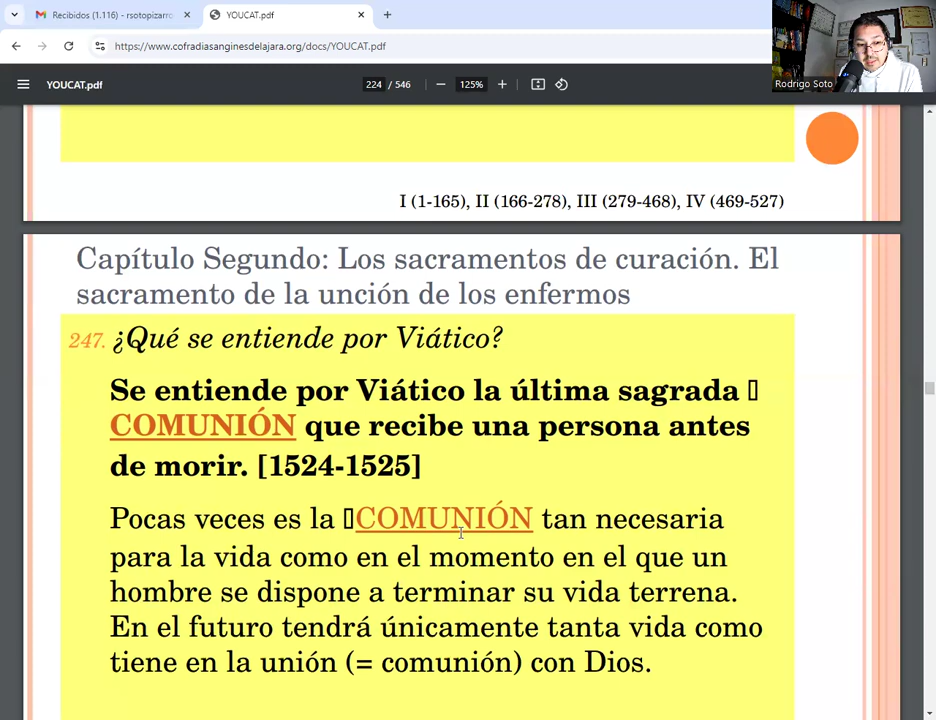 Recibidos (1.116) - rsotopizarro
YOUCAT.pdf
https://www.cofradiasanginesdelajara.org/docs/YOUCAT.pdf
YOUCAT.pdf
224 / 546
125%
Rodrigo Soto
I (1-165), II (166-278), III (279-468), IV (469-527)
Capítulo Segundo: Los sacramentos de curación. El
sacramento de la unción de los enfermos
247. ¿Qué se entiende por Viático?
Se entiende por Viático la última sagrada
COMUNIÓN que recibe una persona antes
de morir. [1524-1525]
Pocas veces es la COMUNIÓN tan necesaria
para la vida como en el momento en el que un
hombre se dispone a terminar su vida terrena.
En el futuro tendrá únicamente tanta vida como
tiene en la unión (= comunión) con Dios.